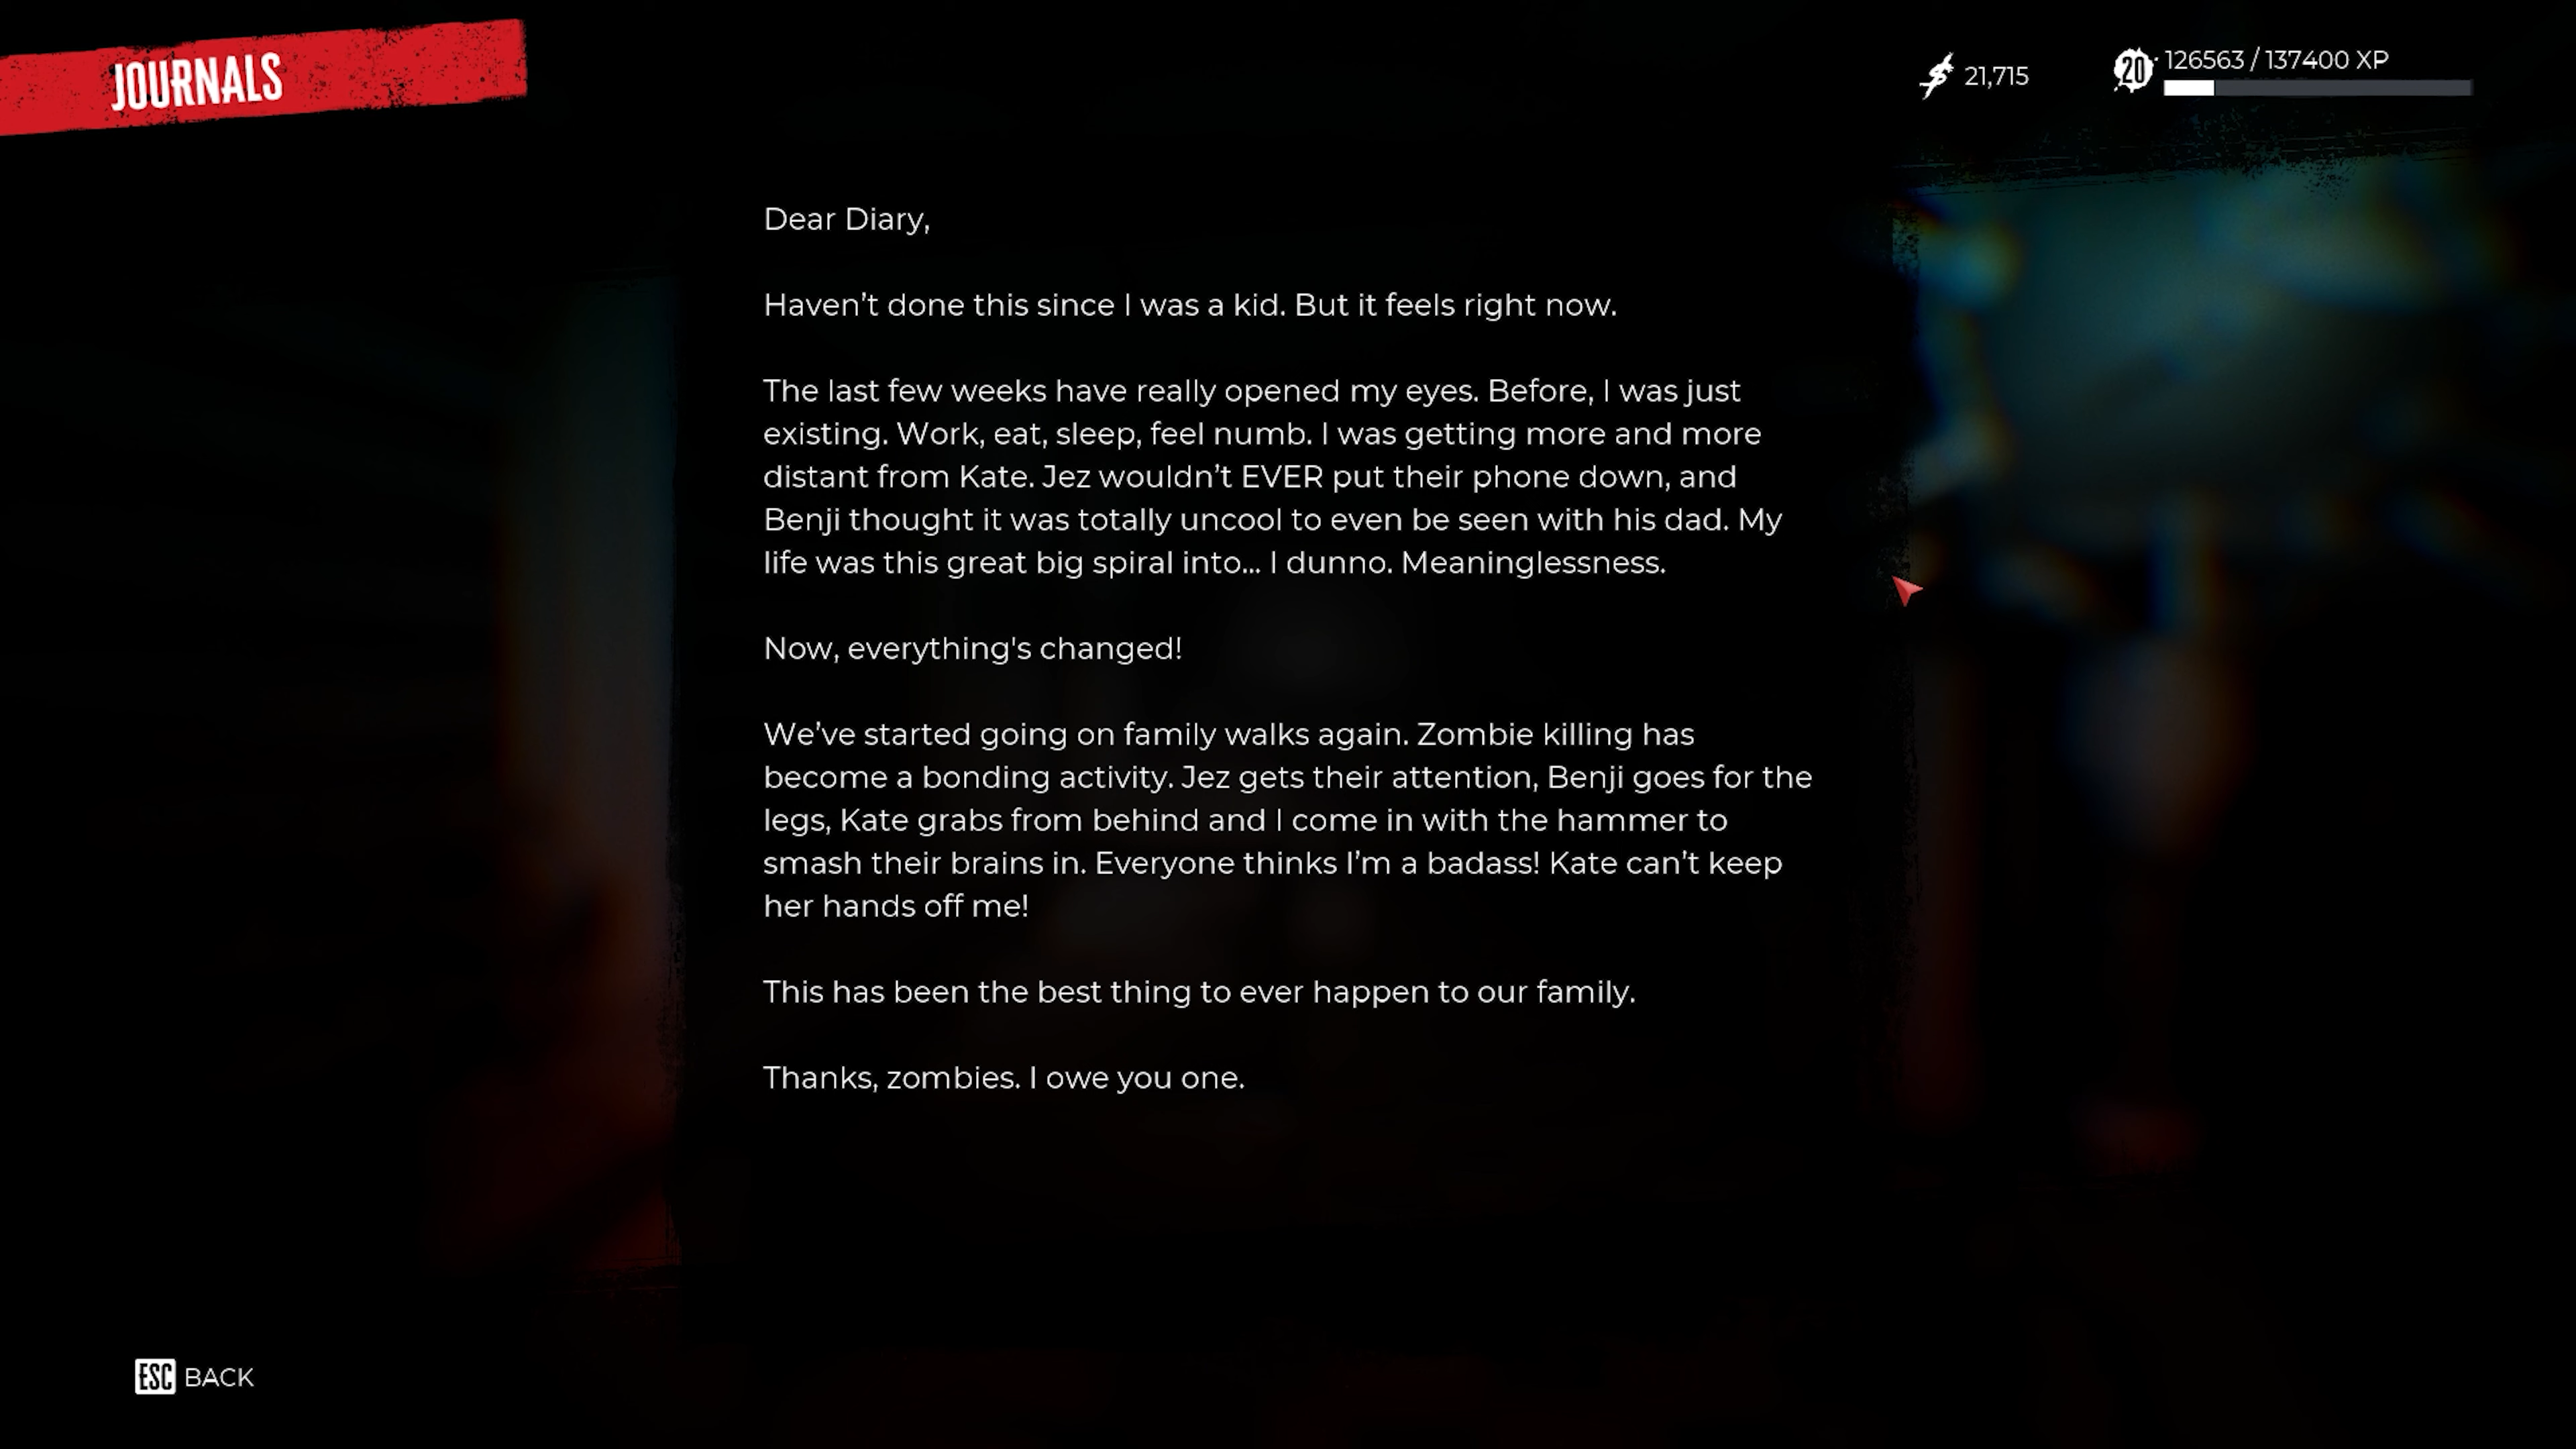 JOURNALS
21,715
20
126563 / 137400 XP
Dear Diary,
Haven’t done this since I was a kid. But it feels right now.
The last few weeks have really opened my eyes. Before, I was just
existing. Work, eat, sleep, feel numb. I was getting more and more
distant from Kate. Jez wouldn’t EVER put their phone down, and
Benji thought it was totally uncool to even be seen with his dad. My
life was this great big spiral into... I dunno. Meaninglessness.
Now, everything's changed!
We’ve started going on family walks again. Zombie killing has
become a bonding activity. Jez gets their attention, Benji goes for the
legs, Kate grabs from behind and I come in with the hammer to
smash their brains in. Everyone thinks I’m a badass! Kate can’t keep
her hands off me!
This has been the best thing to ever happen to our family.
Thanks, zombies. I owe you one.
ESC BACK